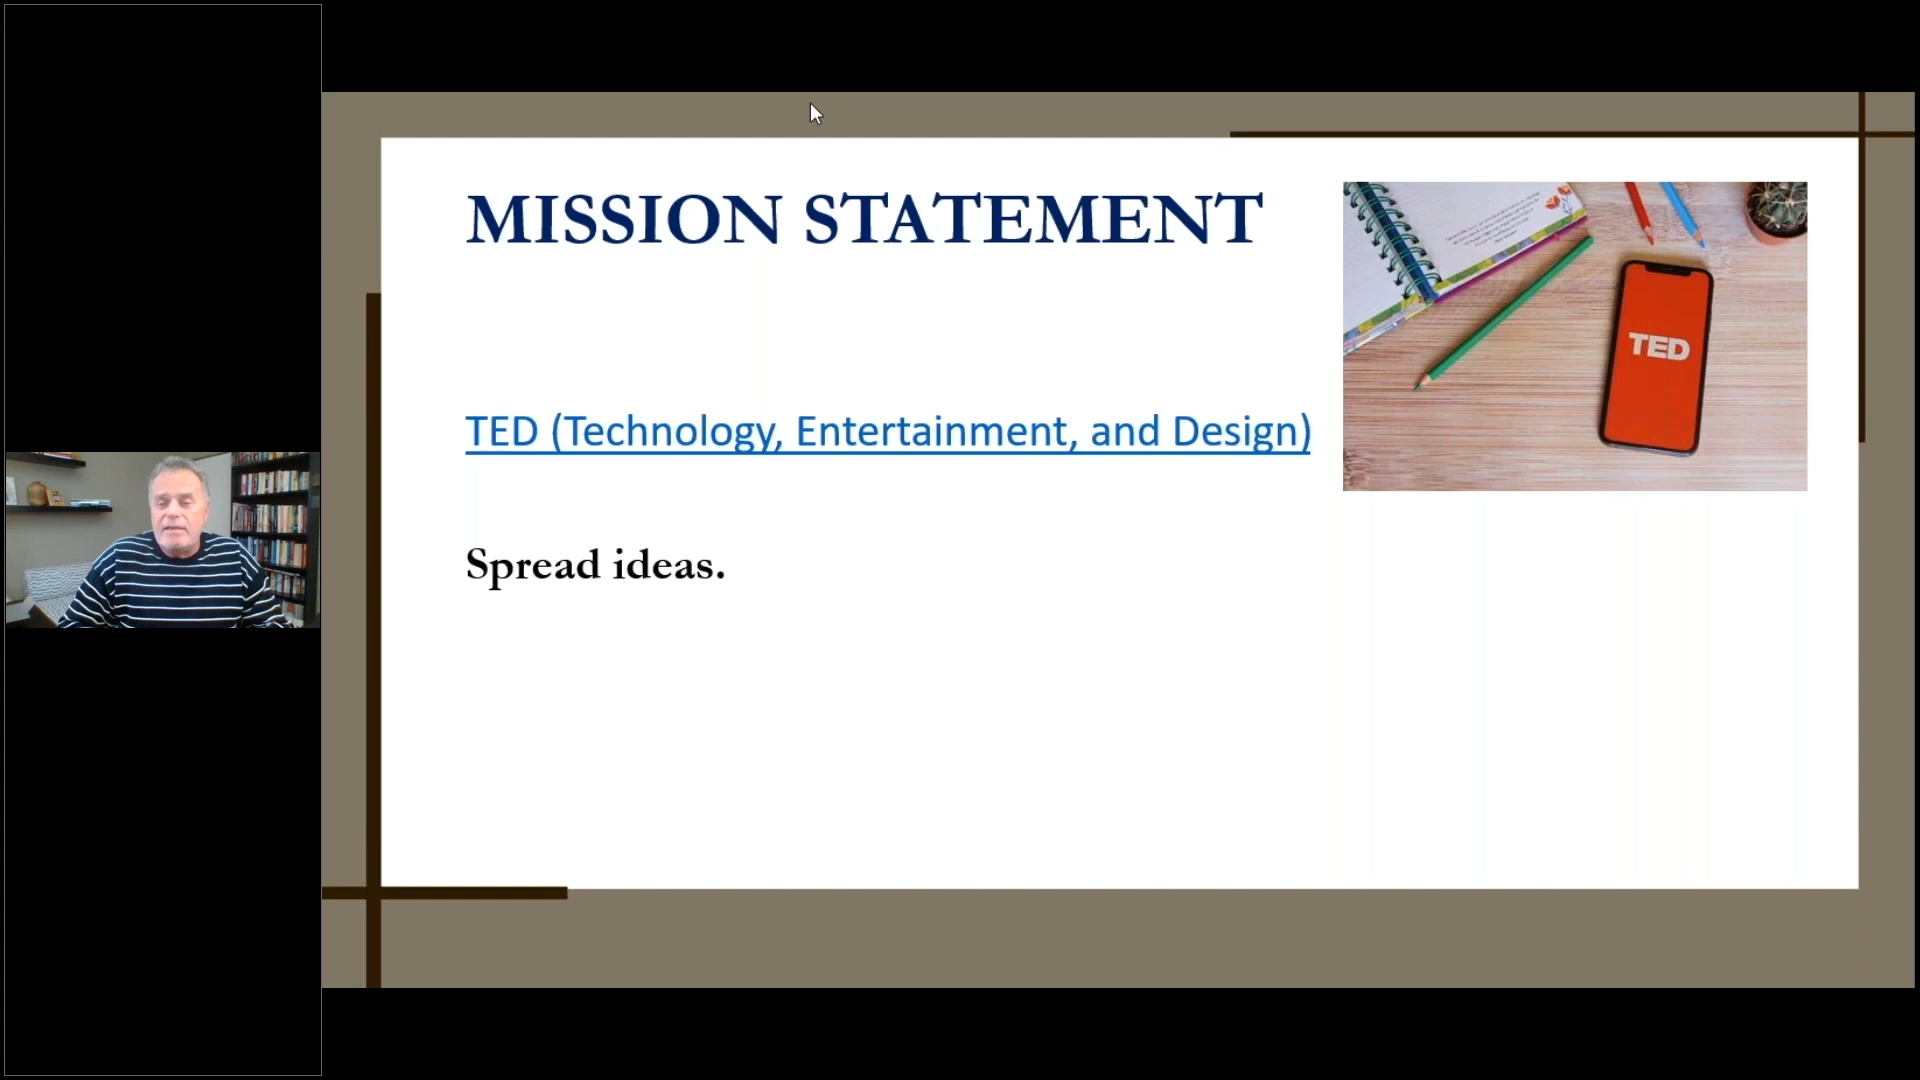 MISSION STATEMENT
TED
TED (Technology, Entertainment, and Design)
Spread ideas.